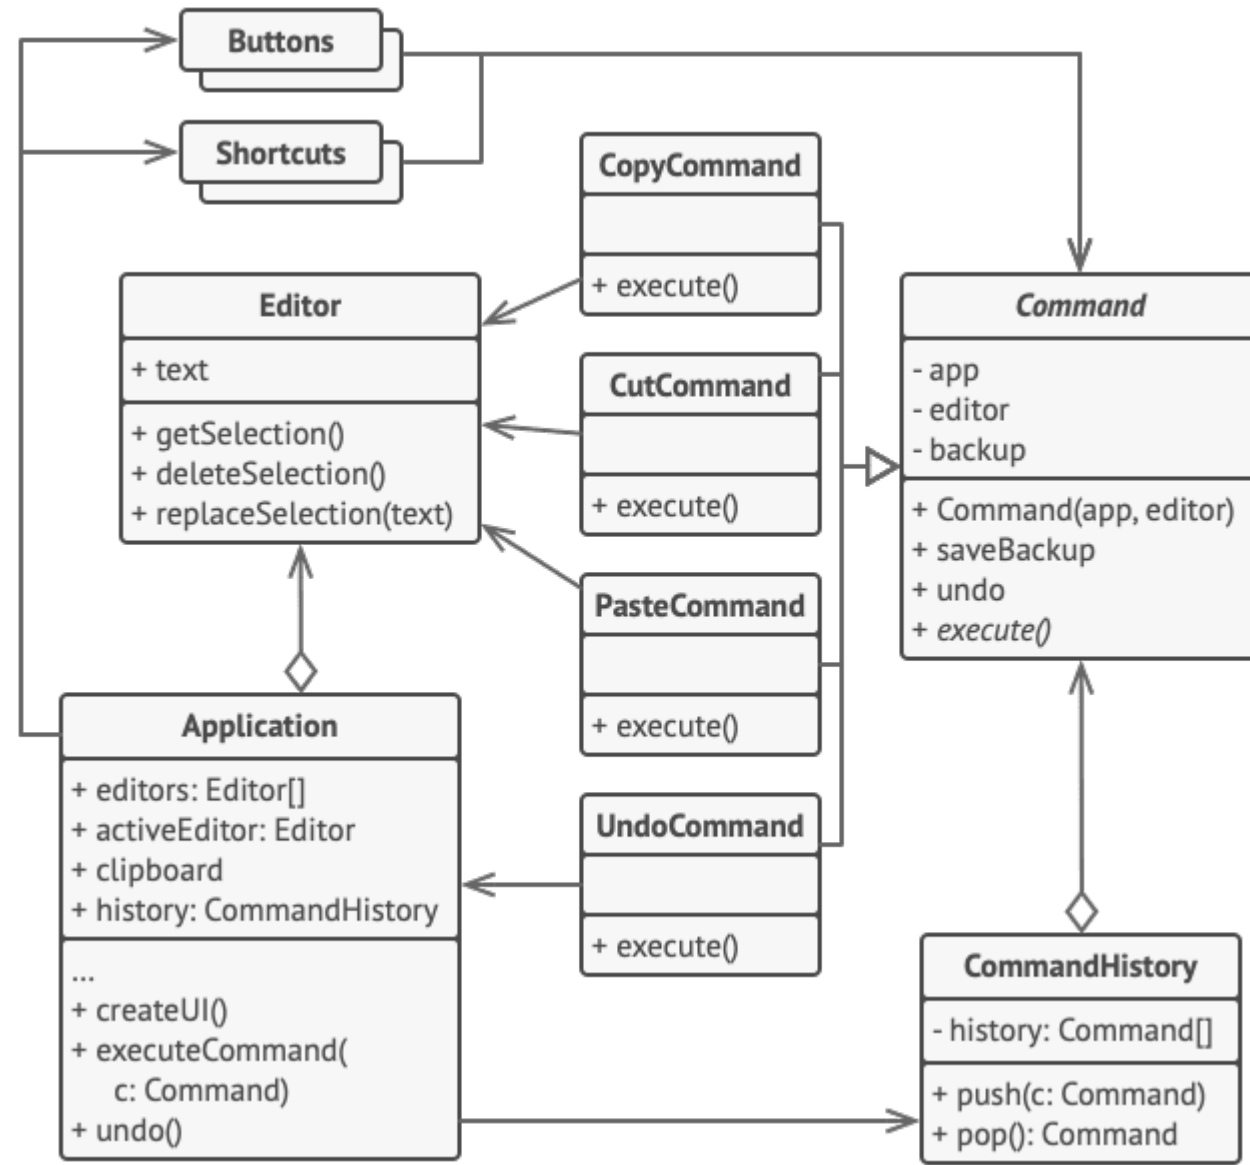 Buttons
Shortcuts
CopyCommand
+ execute()
Editor
+ text
+ getSelection()
+ deleteSelection()
+ replaceSelection(text)
CutCommand
+ execute()
Command
- app
- editor
- backup
+ Command(app, editor)
+ saveBackup
+ undo
+ execute()
PasteCommand
+ execute()
Application
+ editors: Editor[]
+ activeEditor: Editor
+ clipboard
+ history: CommandHistory
...
+ createUI()
+ executeCommand(
c: Command)
+ undo()
UndoCommand
+ execute()
CommandHistory
- history: Command[]
+ push(c: Command)
+ pop(): Command